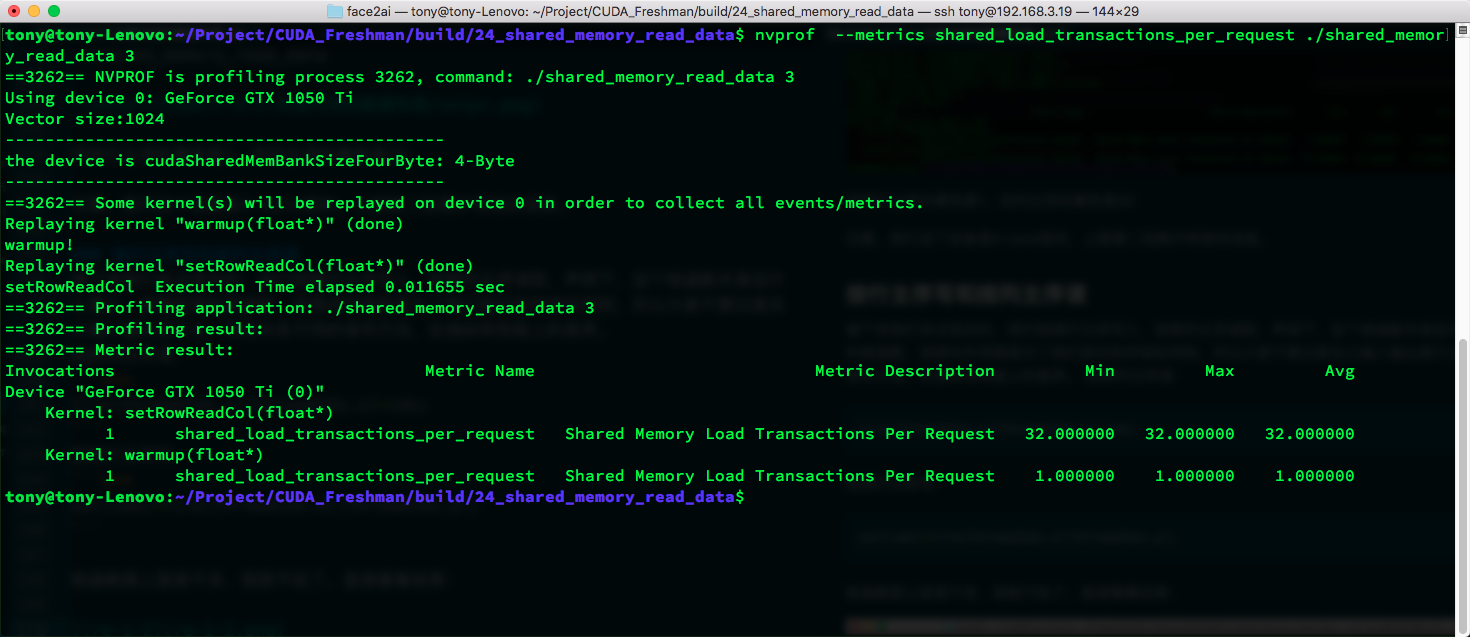 face2ai — tony@tony-Lenovo: ~/Project/CUDA_Freshman/build/24_shared_memory_read_data — ssh tony@192.168.3.19 — 144×29
tony@tony-Lenovo:~/Project/CUDA_Freshman/build/24_shared_memory_read_data$ nvprof  --metrics shared_load_transactions_per_request ./shared_memor
y_read_data 3
==3262== NVPROF is profiling process 3262, command: ./shared_memory_read_data 3
Using device 0: GeForce GTX 1050 Ti
Vector size:1024
--------------------------------------------
the device is cudaSharedMemBankSizeFourByte: 4-Byte
--------------------------------------------
==3262== Some kernel(s) will be replayed on device 0 in order to collect all events/metrics.
Replaying kernel "warmup(float*)" (done)
warmup!
Replaying kernel "setRowReadCol(float*)" (done)
setRowReadCol  Execution Time elapsed 0.011655 sec
==3262== Profiling application: ./shared_memory_read_data 3
==3262== Profiling result:
==3262== Metric result:
Invocations                               Metric Name                            Metric Description         Min         Max         Avg
Device "GeForce GTX 1050 Ti (0)"
    Kernel: setRowReadCol(float*)
          1      shared_load_transactions_per_request   Shared Memory Load Transactions Per Request   32.000000   32.000000   32.000000
    Kernel: warmup(float*)
          1      shared_load_transactions_per_request   Shared Memory Load Transactions Per Request    1.000000    1.000000    1.000000
tony@tony-Lenovo:~/Project/CUDA_Freshman/build/24_shared_memory_read_data$